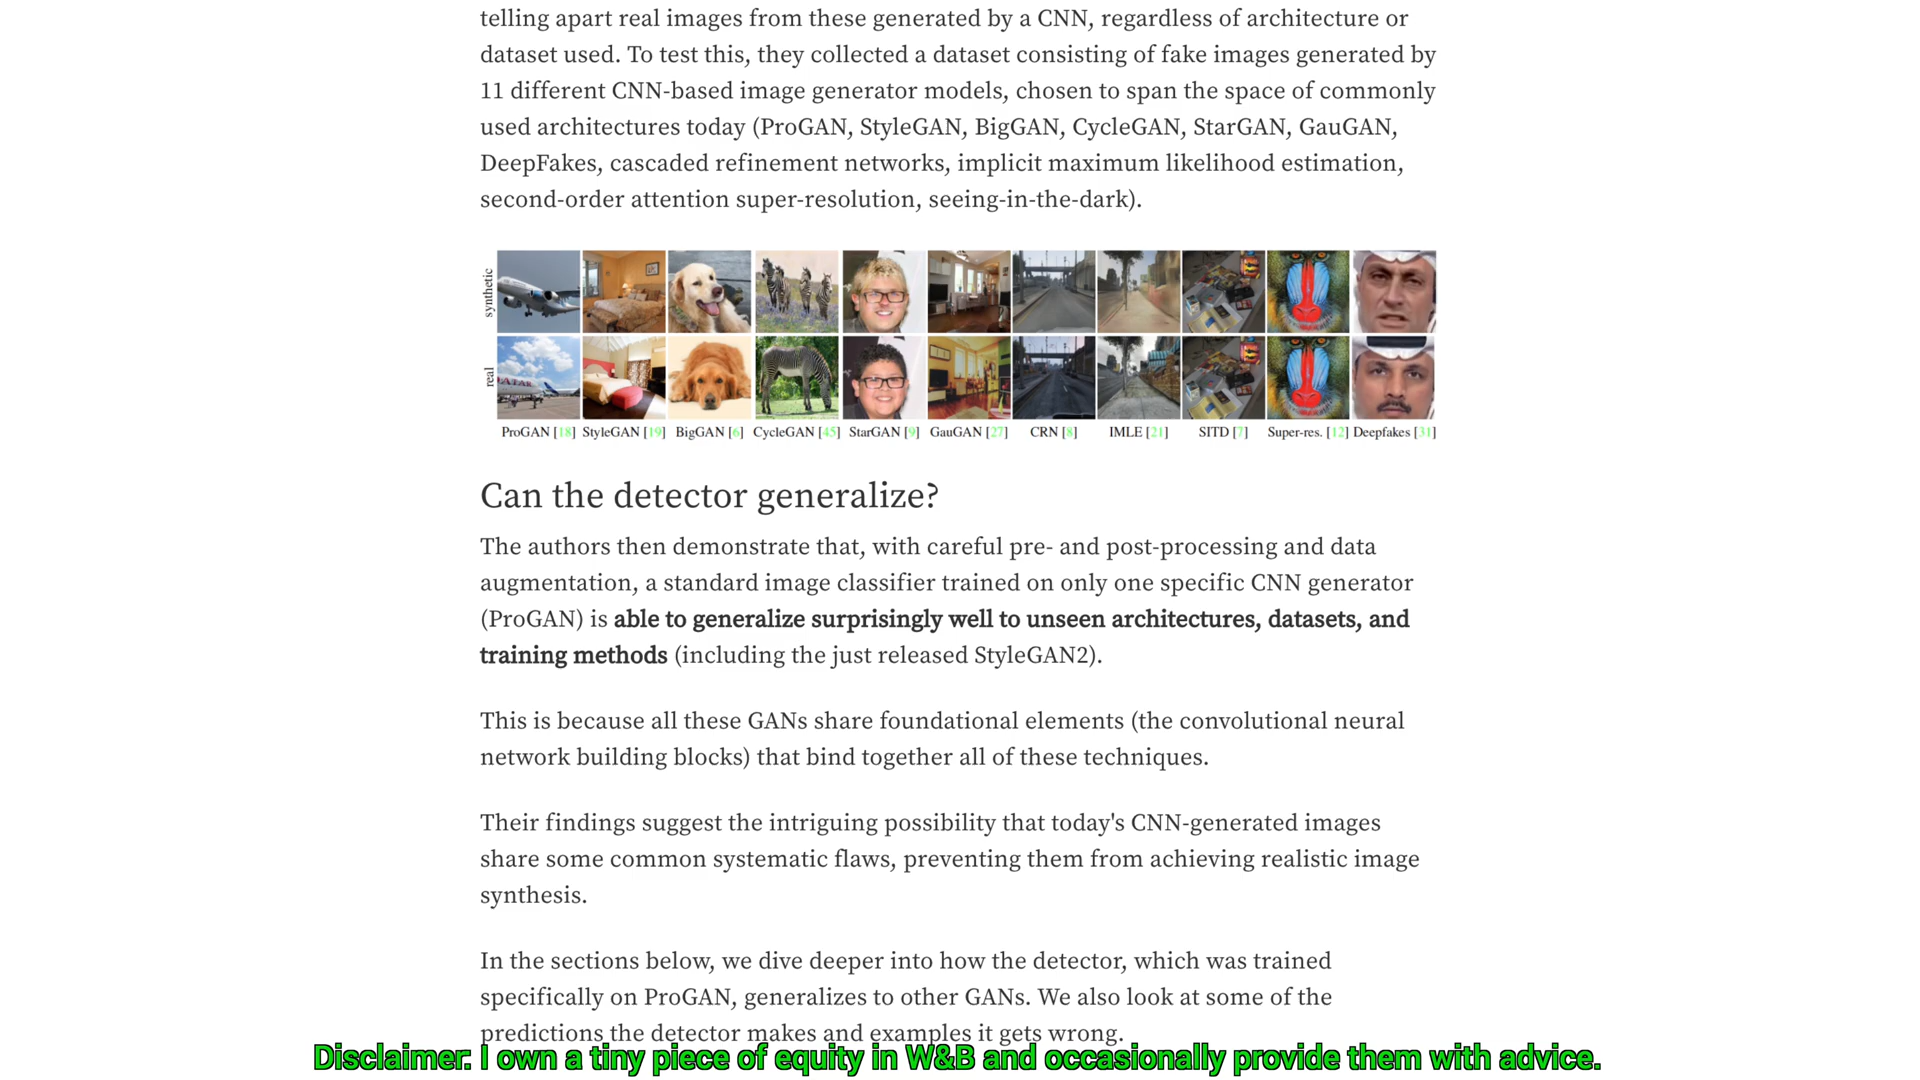 telling apart real images from these generated by a CNN, regardless of architecture or
dataset used. To test this, they collected a dataset consisting of fake images generated by
11 different CNN-based image generator models, chosen to span the space of commonly
used architectures today (ProGAN, StyleGAN, BigGAN, CycleGAN, StarGAN, GauGAN,
DeepFakes, cascaded refinement networks, implicit maximum likelihood estimation,
second-order attention super-resolution, seeing-in-the-dark).
synthetic
real
ProGAN [18] StyleGAN [19] BigGAN [6] CycleGAN [45] StarGAN [9] GauGAN [27] CRN [8] IMLE [21] SITD [7] Super-res. [12] Deepfakes [31]
Can the detector generalize?
The authors then demonstrate that, with careful pre- and post-processing and data
augmentation, a standard image classifier trained on only one specific CNN generator
(ProGAN) is able to generalize surprisingly well to unseen architectures, datasets, and
training methods (including the just released StyleGAN2).
This is because all these GANs share foundational elements (the convolutional neural
network building blocks) that bind together all of these techniques.
Their findings suggest the intriguing possibility that today's CNN-generated images
share some common systematic flaws, preventing them from achieving realistic image
synthesis.
In the sections below, we dive deeper into how the detector, which was trained
specifically on ProGAN, generalizes to other GANs. We also look at some of the
predictions the detector makes and examples it gets wrong.
Disclaimer: I own a tiny piece of equity in W&B and occasionally provide them with advice.